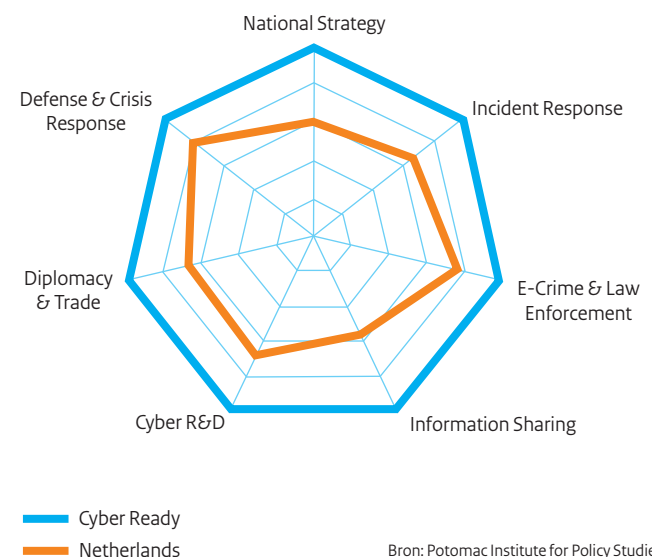 National Strategy
Defense & Crisis
Response
Incident Response
Diplomacy
& Trade
E-Crime & Law
Enforcement
Cyber R&D
Information Sharing
Cyber Ready
Netherlands
Bron: Potomac Institute for Policy Studie